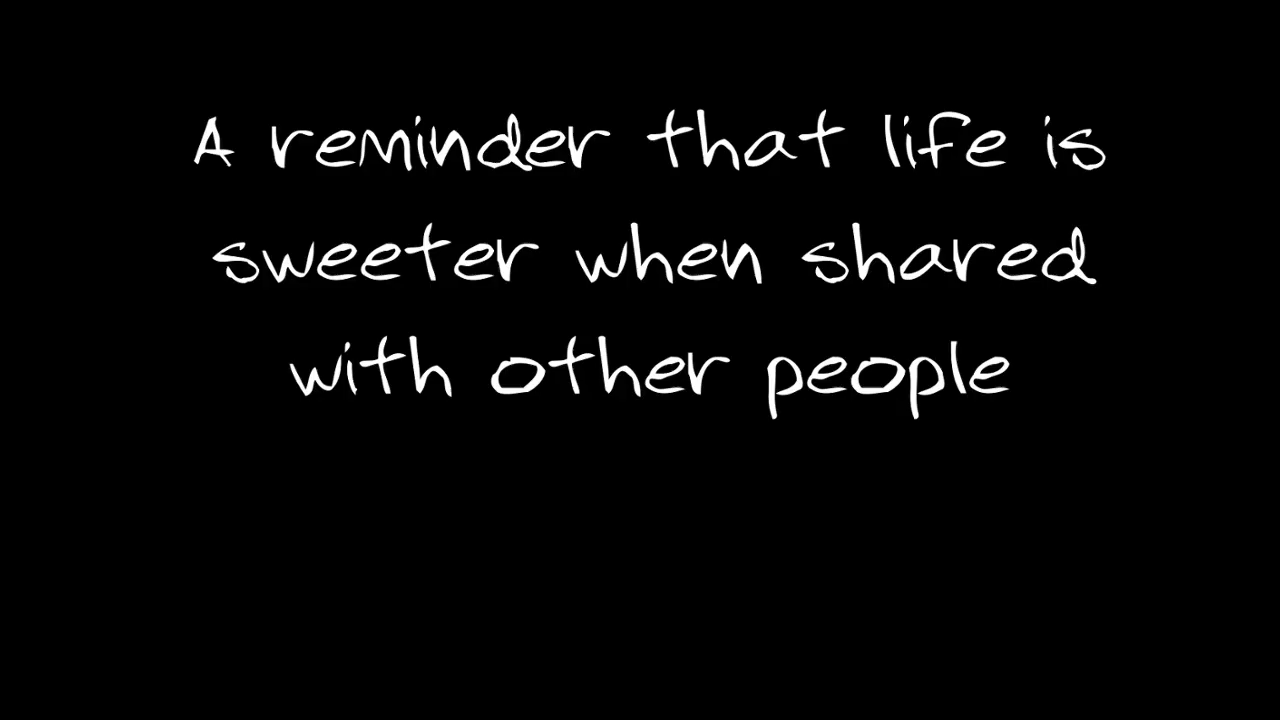 A reminder that life is
sweeter when shared
with other people